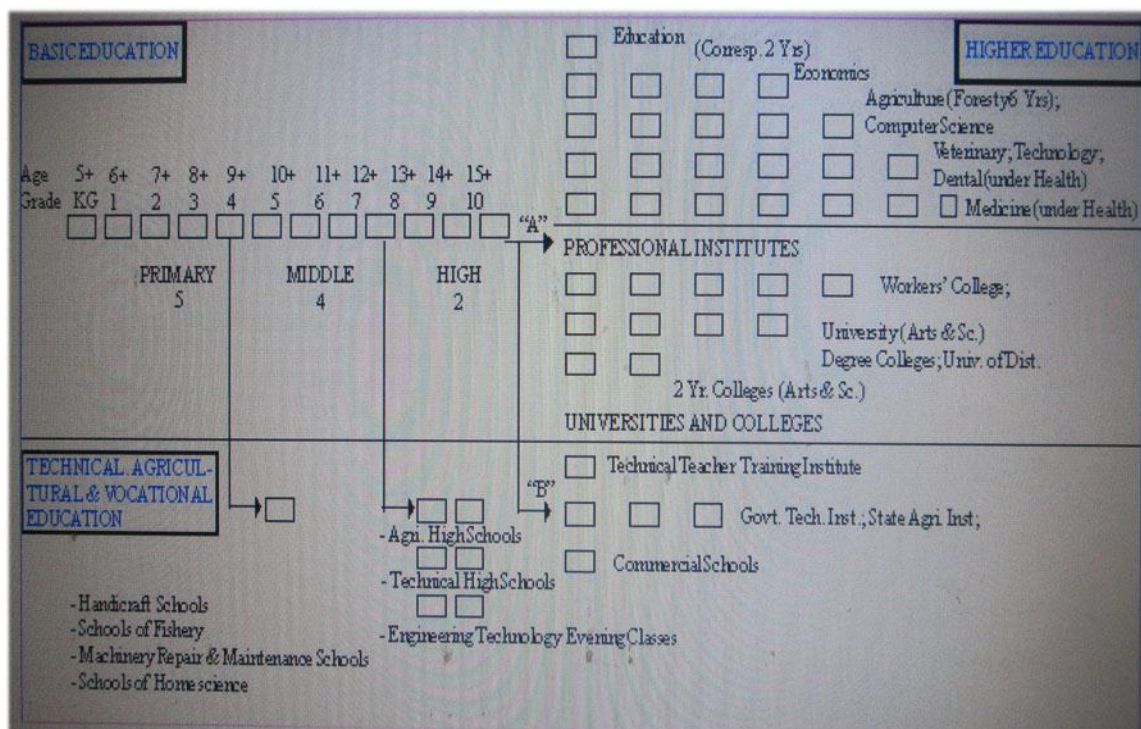 BASIC EDUCATION
HIGHER EDUCATION
Education (Corresp. 2 Yrs)
Economics
Agriculture (Foresty 6 Yrs);
Computer Science
Veterinary; Technology;
Dental (under Health)
Medicine (under Health)
Age 5+ 6+ 7+ 8+ 9+ 10+ 11+ 12+ 13+ 14+ 15+
Grade KG 1 2 3 4 5 6 7 8 9 10
"A"
PRIMARY MIDDLE HIGH
5 4 2
PROFESSIONAL INSTITUTES
Workers' College;
University (Arts & Sc.)
Degree Colleges; Univ. of Dist.
2 Yr. Colleges (Arts & Sc.)
UNIVERSITIES AND COLLEGES
TECHNICAL. AGRICUL-
TURAL & VOCATIONAL
EDUCATION
"B"
Technical Teacher Training Institute
Govt. Tech. Inst.; State Agri. Inst;
Commercial Schools
- Agri. High Schools
- Technical High Schools
- Engineering Technology Evening Classes
- Handicraft Schools
- Schools of Fishery
- Machinery Repair & Maintenance Schools
- Schools of Home science